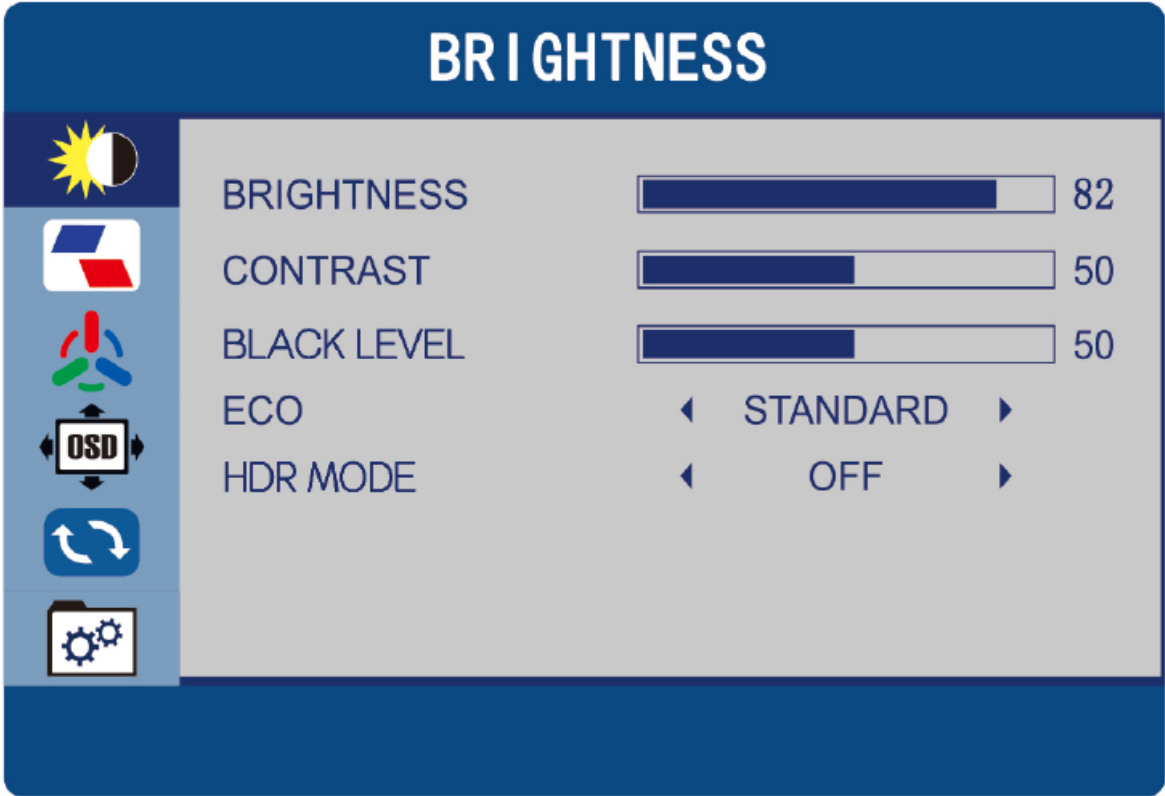 BRIGHTNESS
BRIGHTNESS 82
CONTRAST 50
BLACK LEVEL 50
ECO STANDARD
HDR MODE OFF
OSD